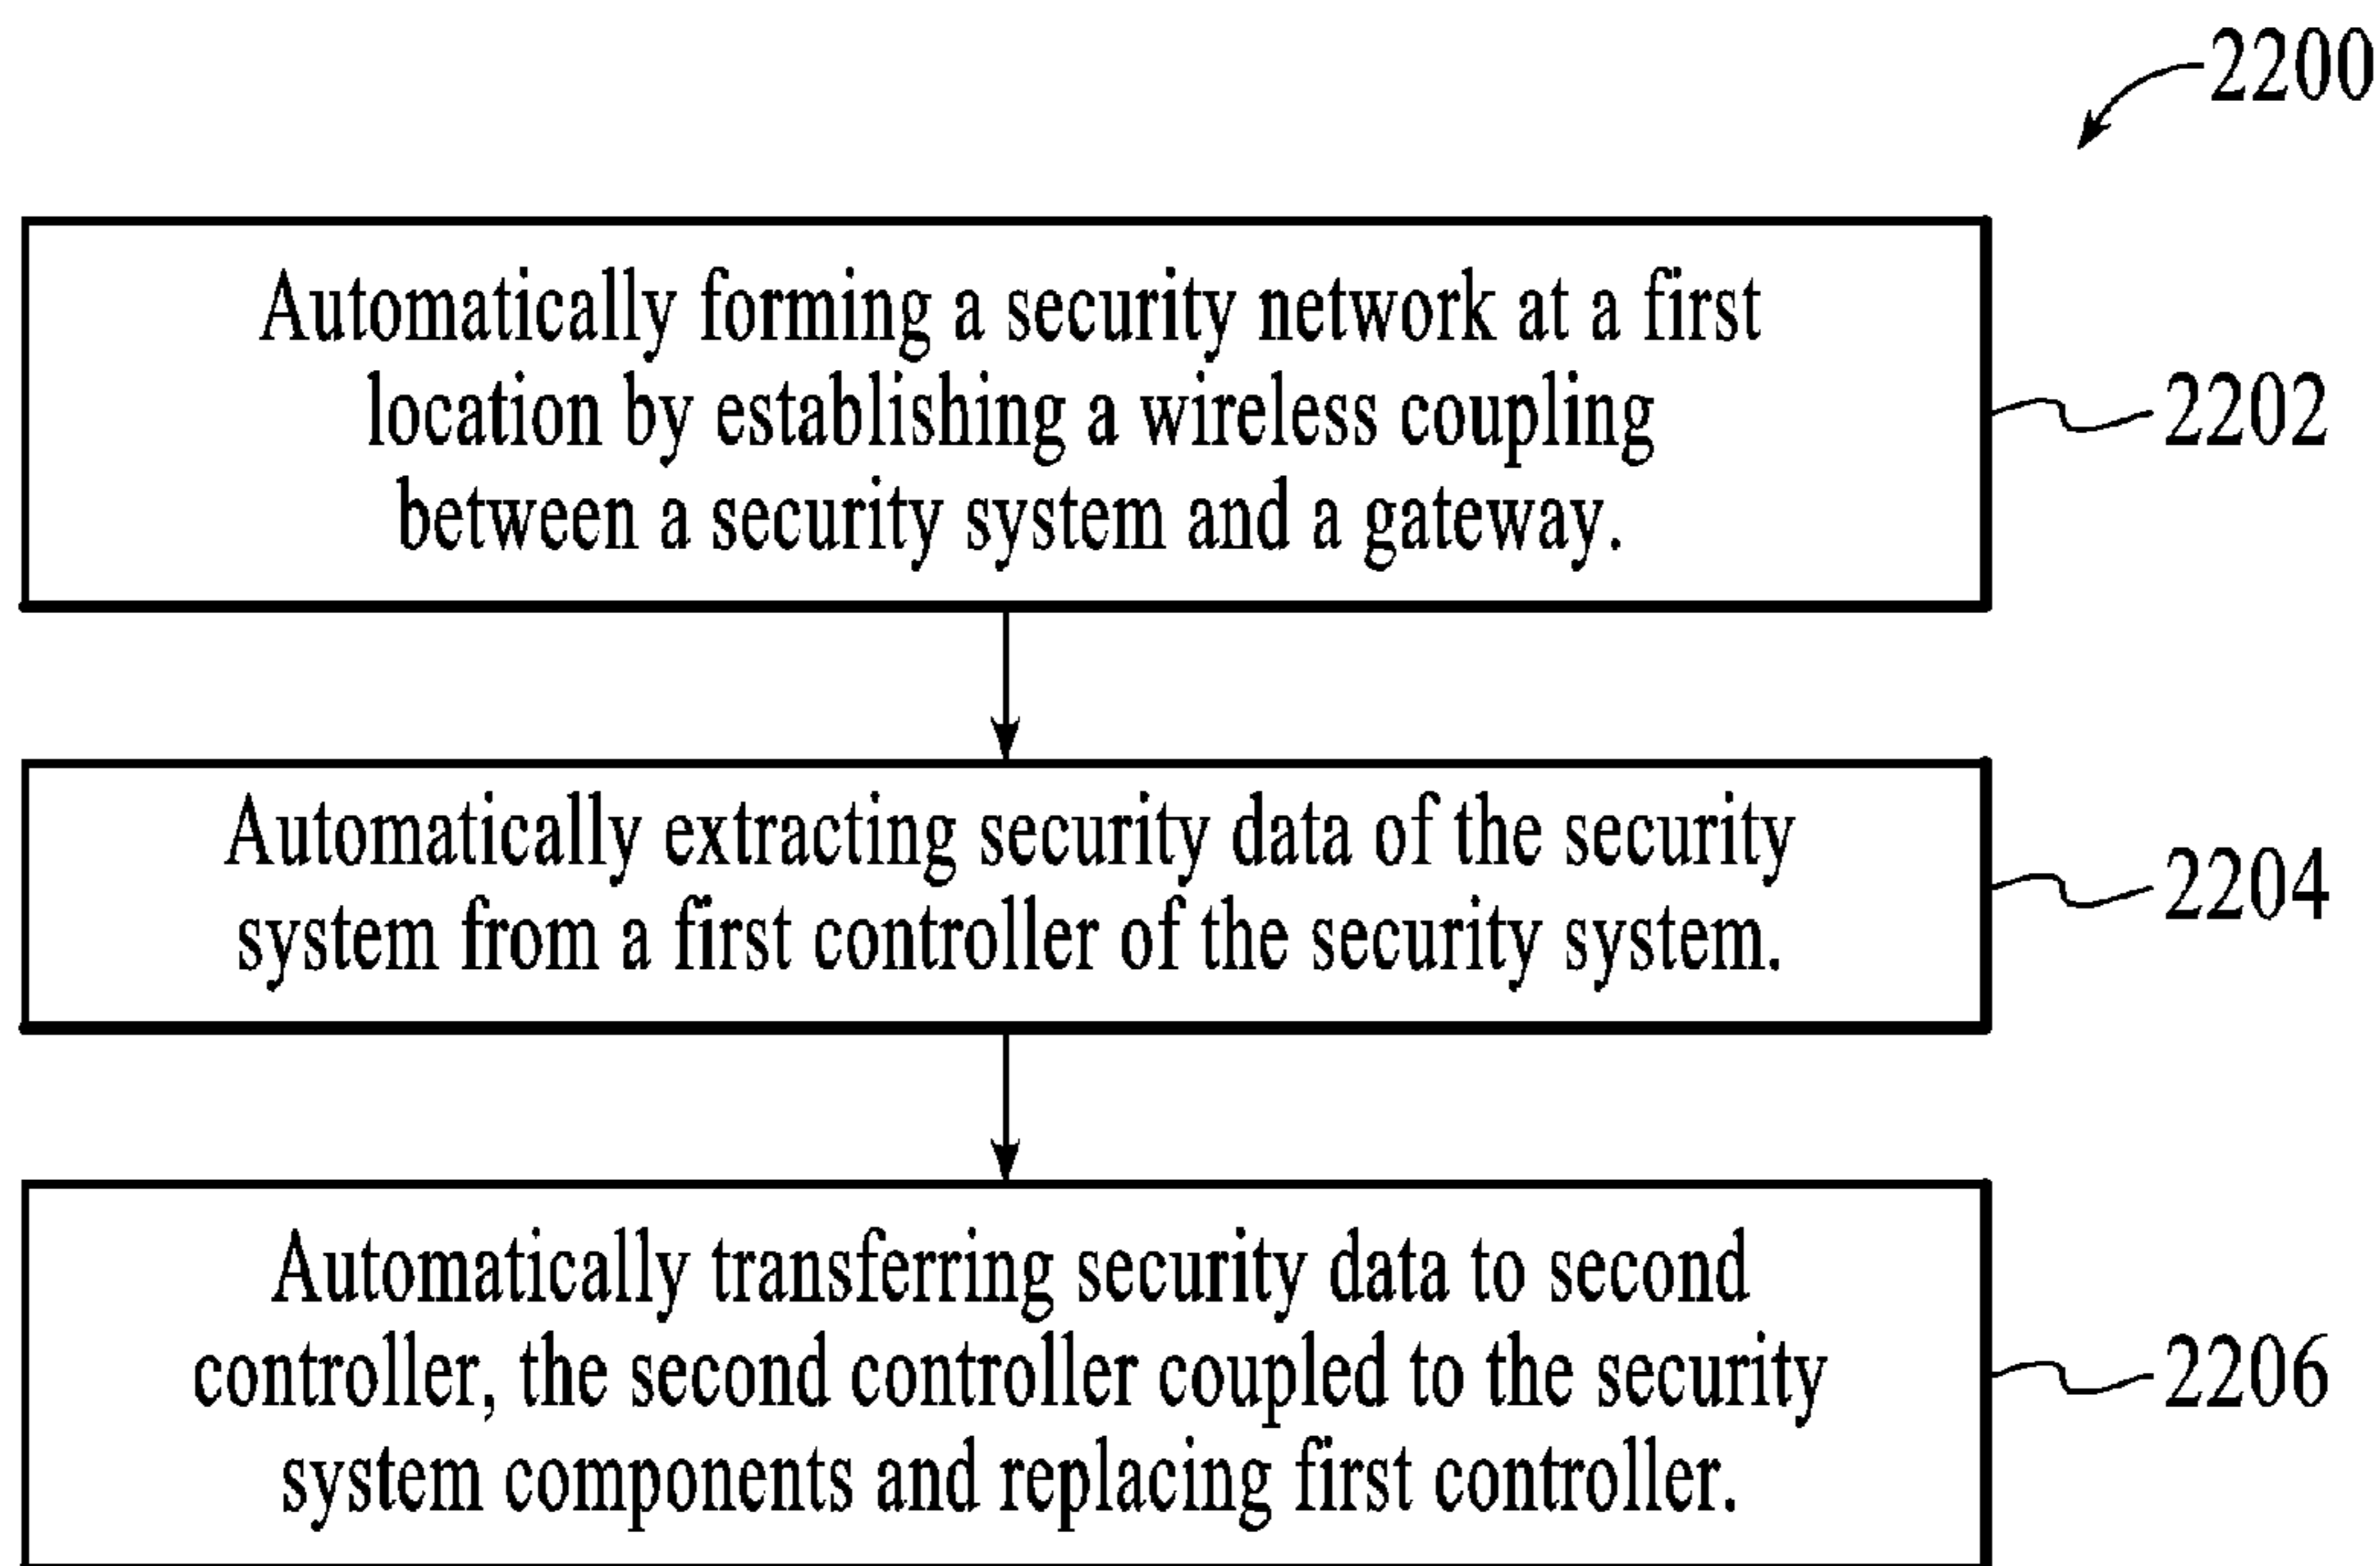 2200
Automatically forming a security network at a first
location by establishing a wireless coupling
between a security system and a gateway.
2202
Automatically extracting security data of the security
system from a first controller of the security system.
2204
Automatically transferring security data to second
controller, the second controller coupled to the security
system components and replacing first controller.
2206